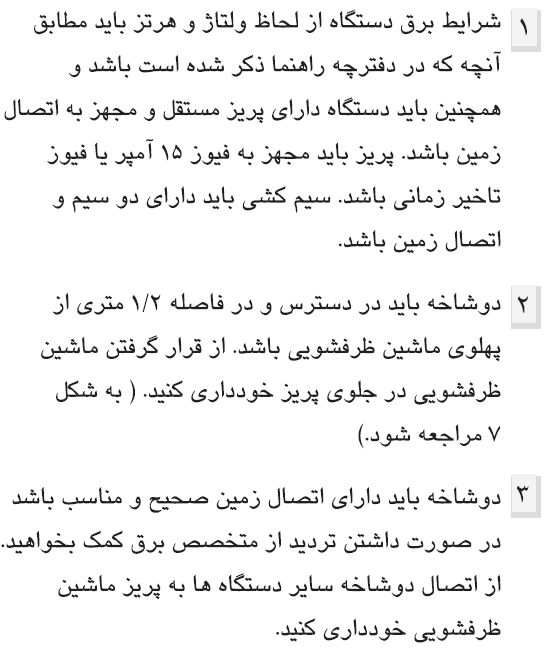 ۱ شرایط برق دستگاه از لحاظ ولتاژ و هرتز باید مطابق
آنچه که در دفترچه راهنما ذکر شده است باشد و
همچنین باید دستگاه دارای پریز مستقل و مجهز به اتصال
زمین باشد. پریز باید مجهز به فیوز ۱۵ آمپر یا فیوز
تاخیر زمانی باشد. سیم کشی باید دارای دو سیم و
اتصال زمین باشد.
۲ دوشاخه باید در دسترس و در فاصله ۱/۲ متری از
پهلوی ماشین ظرفشویی باشد. از قرار گرفتن ماشین
ظرفشویی در جلوی پریز خودداری کنید. ( به شکل
۷ مراجعه شود.)
۳ دوشاخه باید دارای اتصال زمین صحیح و مناسب باشد
در صورت داشتن تردید از متخصص برق کمک بخواهید.
از اتصال دوشاخه سایر دستگاه ها به پریز ماشین
ظرفشویی خودداری کنید.